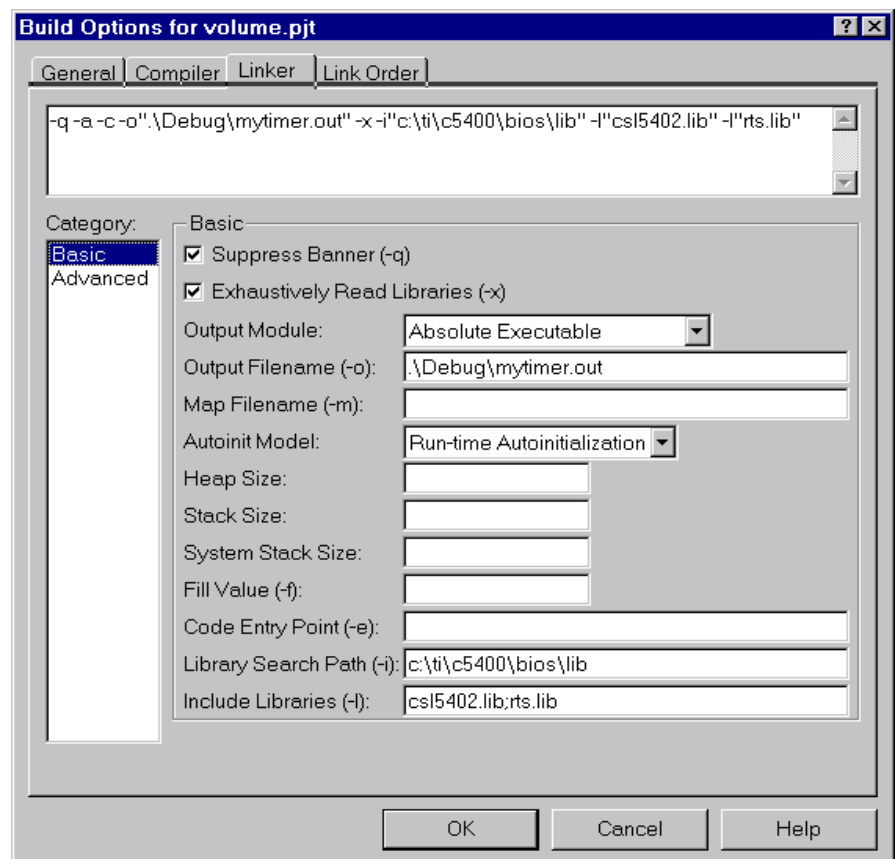 Build Options for volume.pjt
General Compiler Linker Link Order
-q -a -c -o".\Debug\mytimer.out" -x -i"c:\ti\c5400\bios\lib" -l"csl5402.lib" -l"rts.lib"
Category:
Basic
Advanced
Basic
Suppress Banner (-q)
Exhaustively Read Libraries (-x)
Output Module: Absolute Executable
Output Filename (-o): .\Debug\mytimer.out
Map Filename (-m):
Autoinit Model: Run-time Autoinitialization
Heap Size:
Stack Size:
System Stack Size:
Fill Value (-f):
Code Entry Point (-e):
Library Search Path (-i): c:\ti\c5400\bios\lib
Include Libraries (-l): csl5402.lib;rts.lib
OK Cancel Help